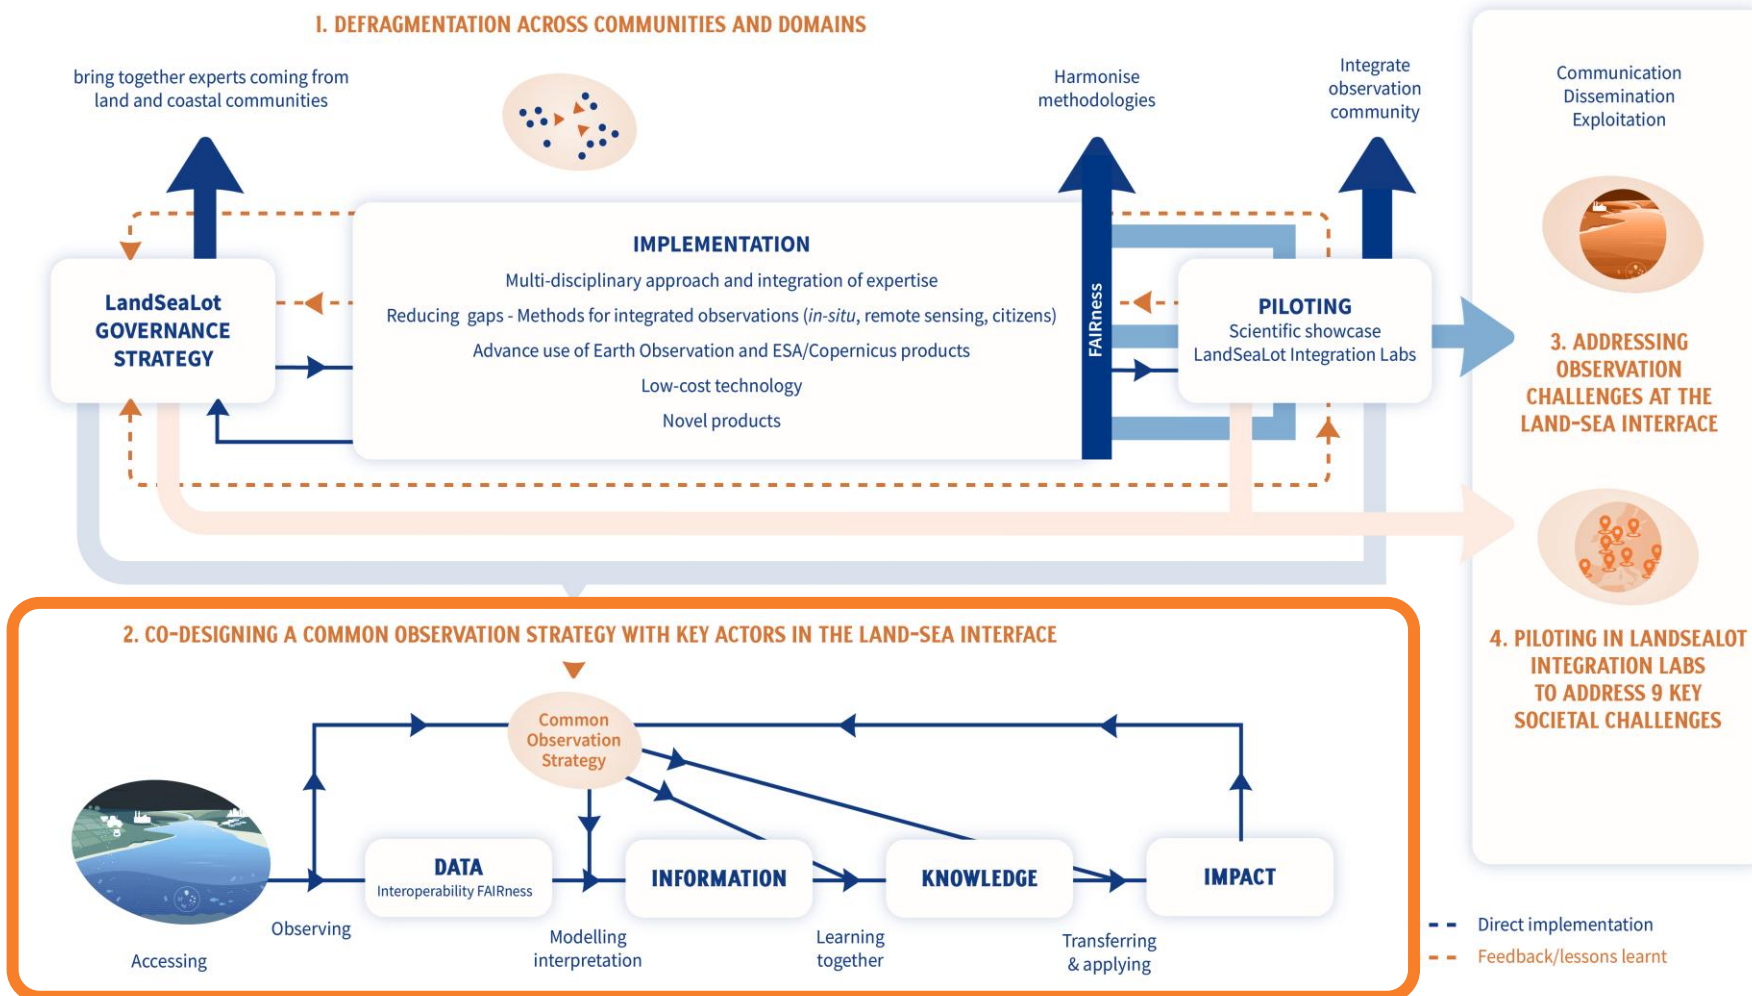 1. DEFRAGMENTATION ACROSS COMMUNITIES AND DOMAINS
bring together experts coming from
land and coastal communities
Harmonise
methodologies
Integrate
observation
community
Communication
Dissemination
Exploitation
LandSeaLot
GOVERNANCE
STRATEGY
IMPLEMENTATION
Multi-disciplinary approach and integration of expertise
Reducing gaps - Methods for integrated observations (in-situ, remote sensing, citizens)
Advance use of Earth Observation and ESA/Copernicus products
Low-cost technology
Novel products
FAIRness
PILOTING
Scientific showcase
LandSeaLot Integration Labs
3. ADDRESSING
OBSERVATION
CHALLENGES AT THE
LAND-SEA INTERFACE
4. PILOTING IN LANDSEALOT
INTEGRATION LABS
TO ADDRESS 9 KEY
SOCIETAL CHALLENGES
2. CO-DESIGNING A COMMON OBSERVATION STRATEGY WITH KEY ACTORS IN THE LAND-SEA INTERFACE
Common
Observation
Strategy
DATA
Interoperability FAIRness
INFORMATION
KNOWLEDGE
IMPACT
Accessing
Observing
Modelling
interpretation
Learning
together
Transferring
& applying
Direct implementation
Feedback/lessons learnt